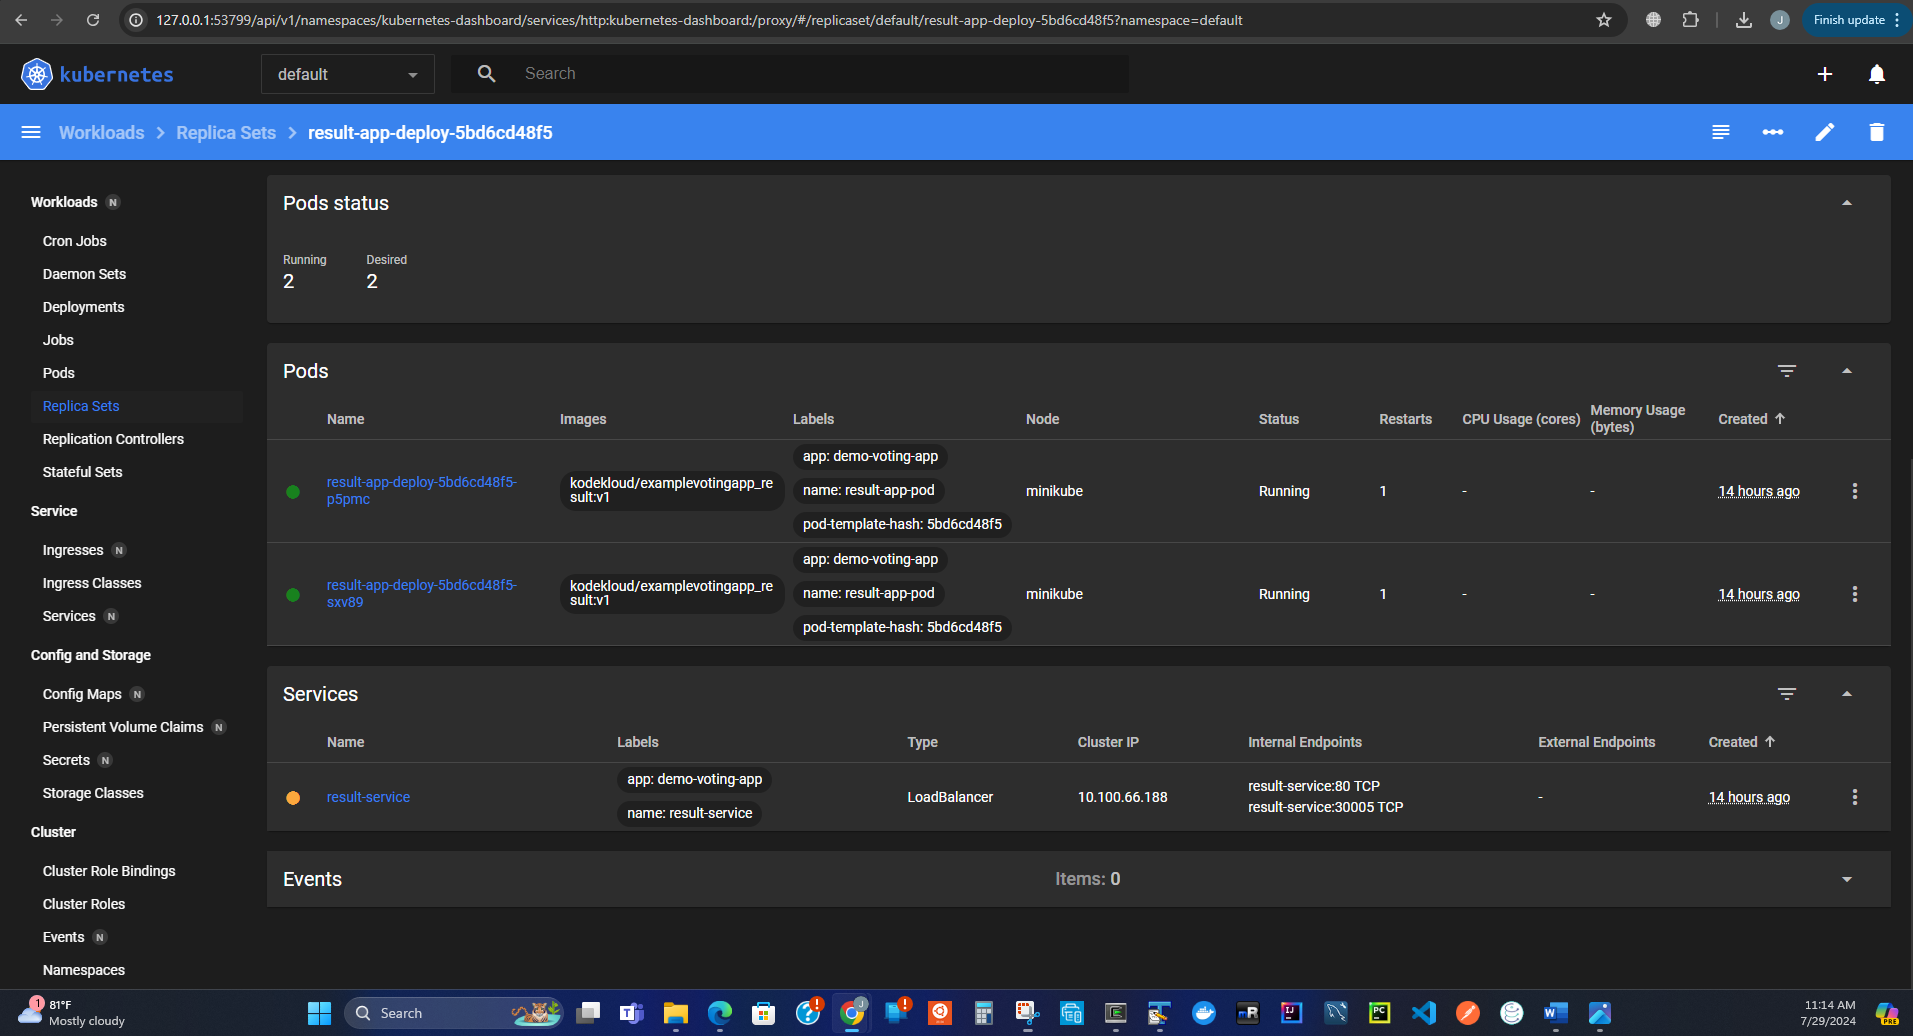 127.0.0.1:53799/api/v1/namespaces/kubernetes-dashboard/services/http:kubernetes-dashboard:/proxy/#/replicaset/default/result-app-deploy-5bd6cd48f5?namespace=default
J
Finish update
kubernetes
default
Search
Workloads
Replica Sets
result-app-deploy-5bd6cd48f5
Workloads N
Cron Jobs
Daemon Sets
Deployments
Jobs
Pods
Replica Sets
Replication Controllers
Stateful Sets
Service
Ingresses N
Ingress Classes
Services N
Config and Storage
Config Maps N
Persistent Volume Claims N
Secrets N
Storage Classes
Cluster
Cluster Role Bindings
Cluster Roles
Events N
Namespaces
Pods status
Running Desired
2 2
Pods
Name Images Labels Node Status Restarts CPU Usage (cores) Memory Usage (bytes) Created
result-app-deploy-5bd6cd48f5-
p5pmc
kodekloud/examplevotingapp_re
sult:v1
app: demo-voting-app
name: result-app-pod
pod-template-hash: 5bd6cd48f5
minikube
Running
1
-
-
14 hours ago
result-app-deploy-5bd6cd48f5-
sxv89
kodekloud/examplevotingapp_re
sult:v1
app: demo-voting-app
name: result-app-pod
pod-template-hash: 5bd6cd48f5
minikube
Running
1
-
-
14 hours ago
Services
Name Labels Type Cluster IP Internal Endpoints External Endpoints Created
result-service
app: demo-voting-app
name: result-service
LoadBalancer
10.100.66.188
result-service:80 TCP
result-service:30005 TCP
-
14 hours ago
Events
Items: 0
1
81°F
Mostly cloudy
Search
11:14 AM
7/29/2024
PRE